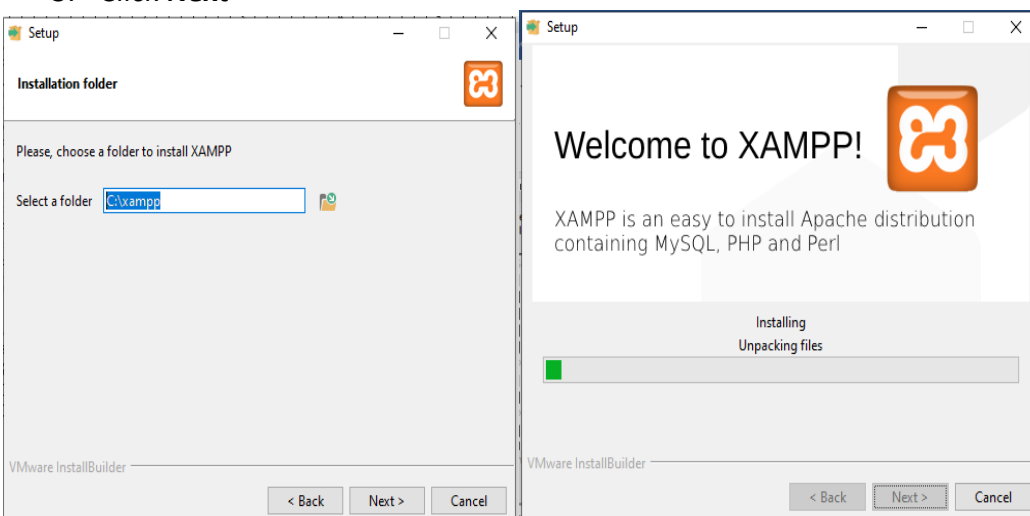 Click Next
Setup
Installation folder
Please, choose a folder to install XAMPP
Select a folder C:\xampp
VMware InstallBuilder
< Back Next > Cancel
Setup
Welcome to XAMPP!
XAMPP is an easy to install Apache distribution
containing MySQL, PHP and Perl
Installing
Unpacking files
VMware InstallBuilder
< Back Next > Cancel